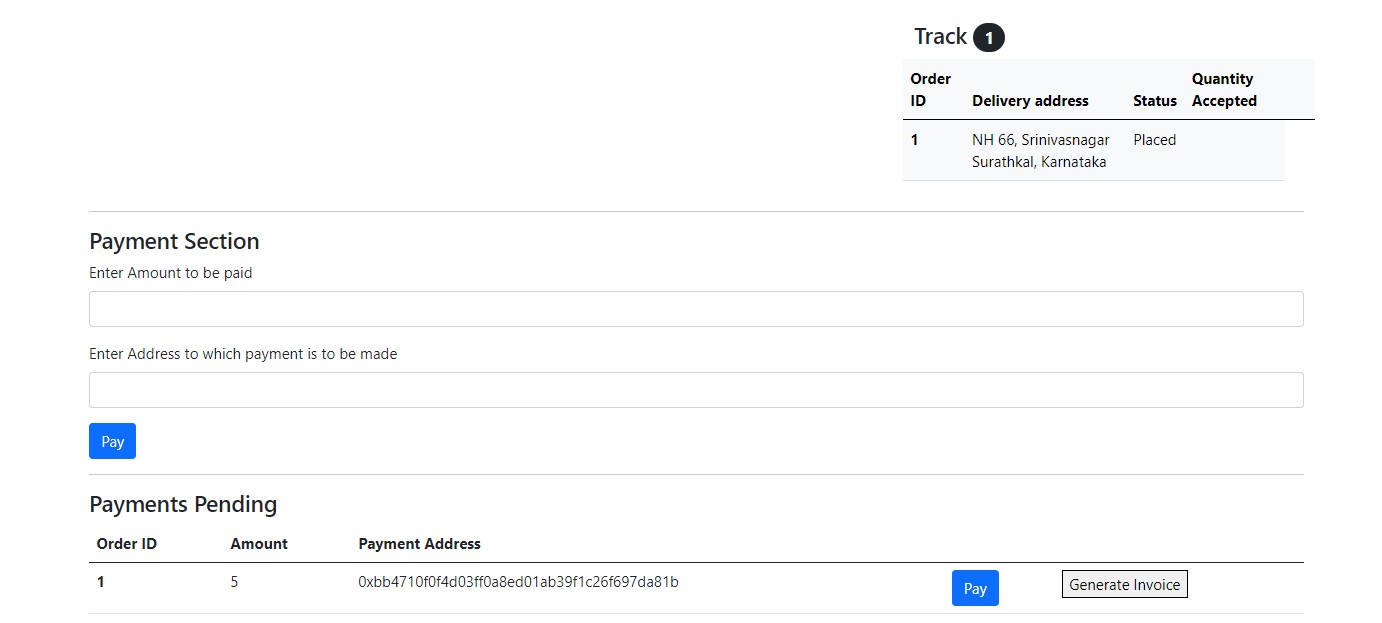 Track 1
Order ID Delivery address Status Quantity Accepted
1 NH 66, Srinivasnagar Placed
Surathkal, Karnataka
Payment Section
Enter Amount to be paid
Enter Address to which payment is to be made
Pay
Payments Pending
Order ID Amount Payment Address
1 5 0xbb4710f0f4d03ff0a8ed01ab39f1c26f697da81b Pay Generate Invoice